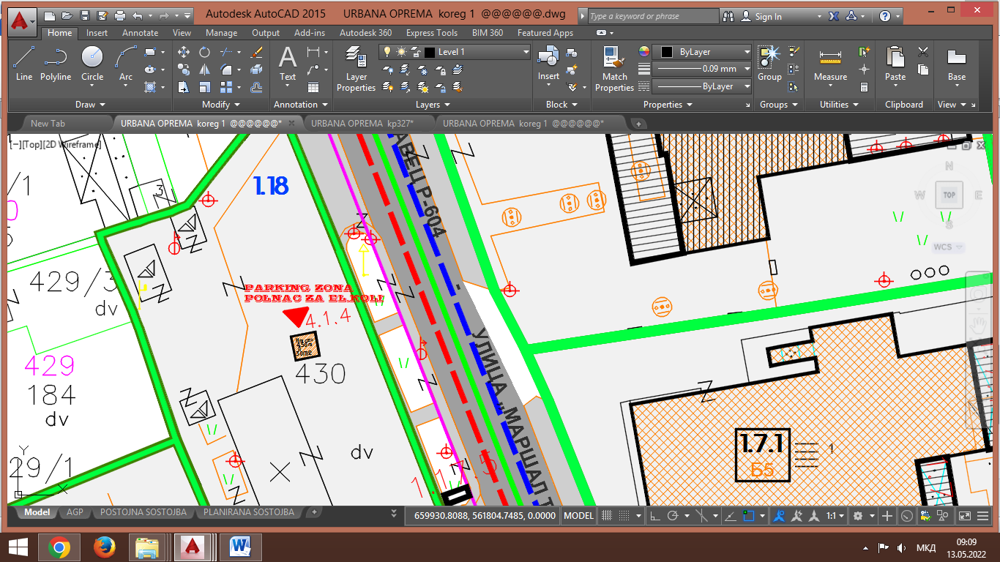 Autodesk AutoCAD 2015 URBANA OPREMA koreg 1 @@@@@@.dwg
Type a keyword or phrase
Sign In
Home Insert Annotate View Manage Output Add-ins Autodesk 360 Express Tools BIM 360 Featured Apps
Level 1
ByLayer
0.09 mm
ByLayer
Line Polyline Circle Arc Text Layer Properties Insert Match Properties Group Measure Paste Base
Draw Modify Annotation Layers Block Properties Groups Utilities Clipboard View
New Tab URBANA OPREMA koreg 1 @@@@@@* URBANA OPREMA kp327* URBANA OPREMA koreg 1 @@@@@@*
[−][Top][2D Wireframe]
1.18
3
N
W TOP E
S
WCS
429/3
dv
PARKING ZONA
POLNAC ZA EL.KOLI
4.1.4
430
429
184
dv
29/1
dv
Р-604
УЛИЦА „МАРШАЛ Т
1.7.1
Б5
1
Y
X
Model AGP POSTOJNA SOSTOJBA PLANIRANA SOSTOJBA +
659930.8088, 561804.7485, 0.0000 MODEL 1:1
МКД
09:09
13.05.2022